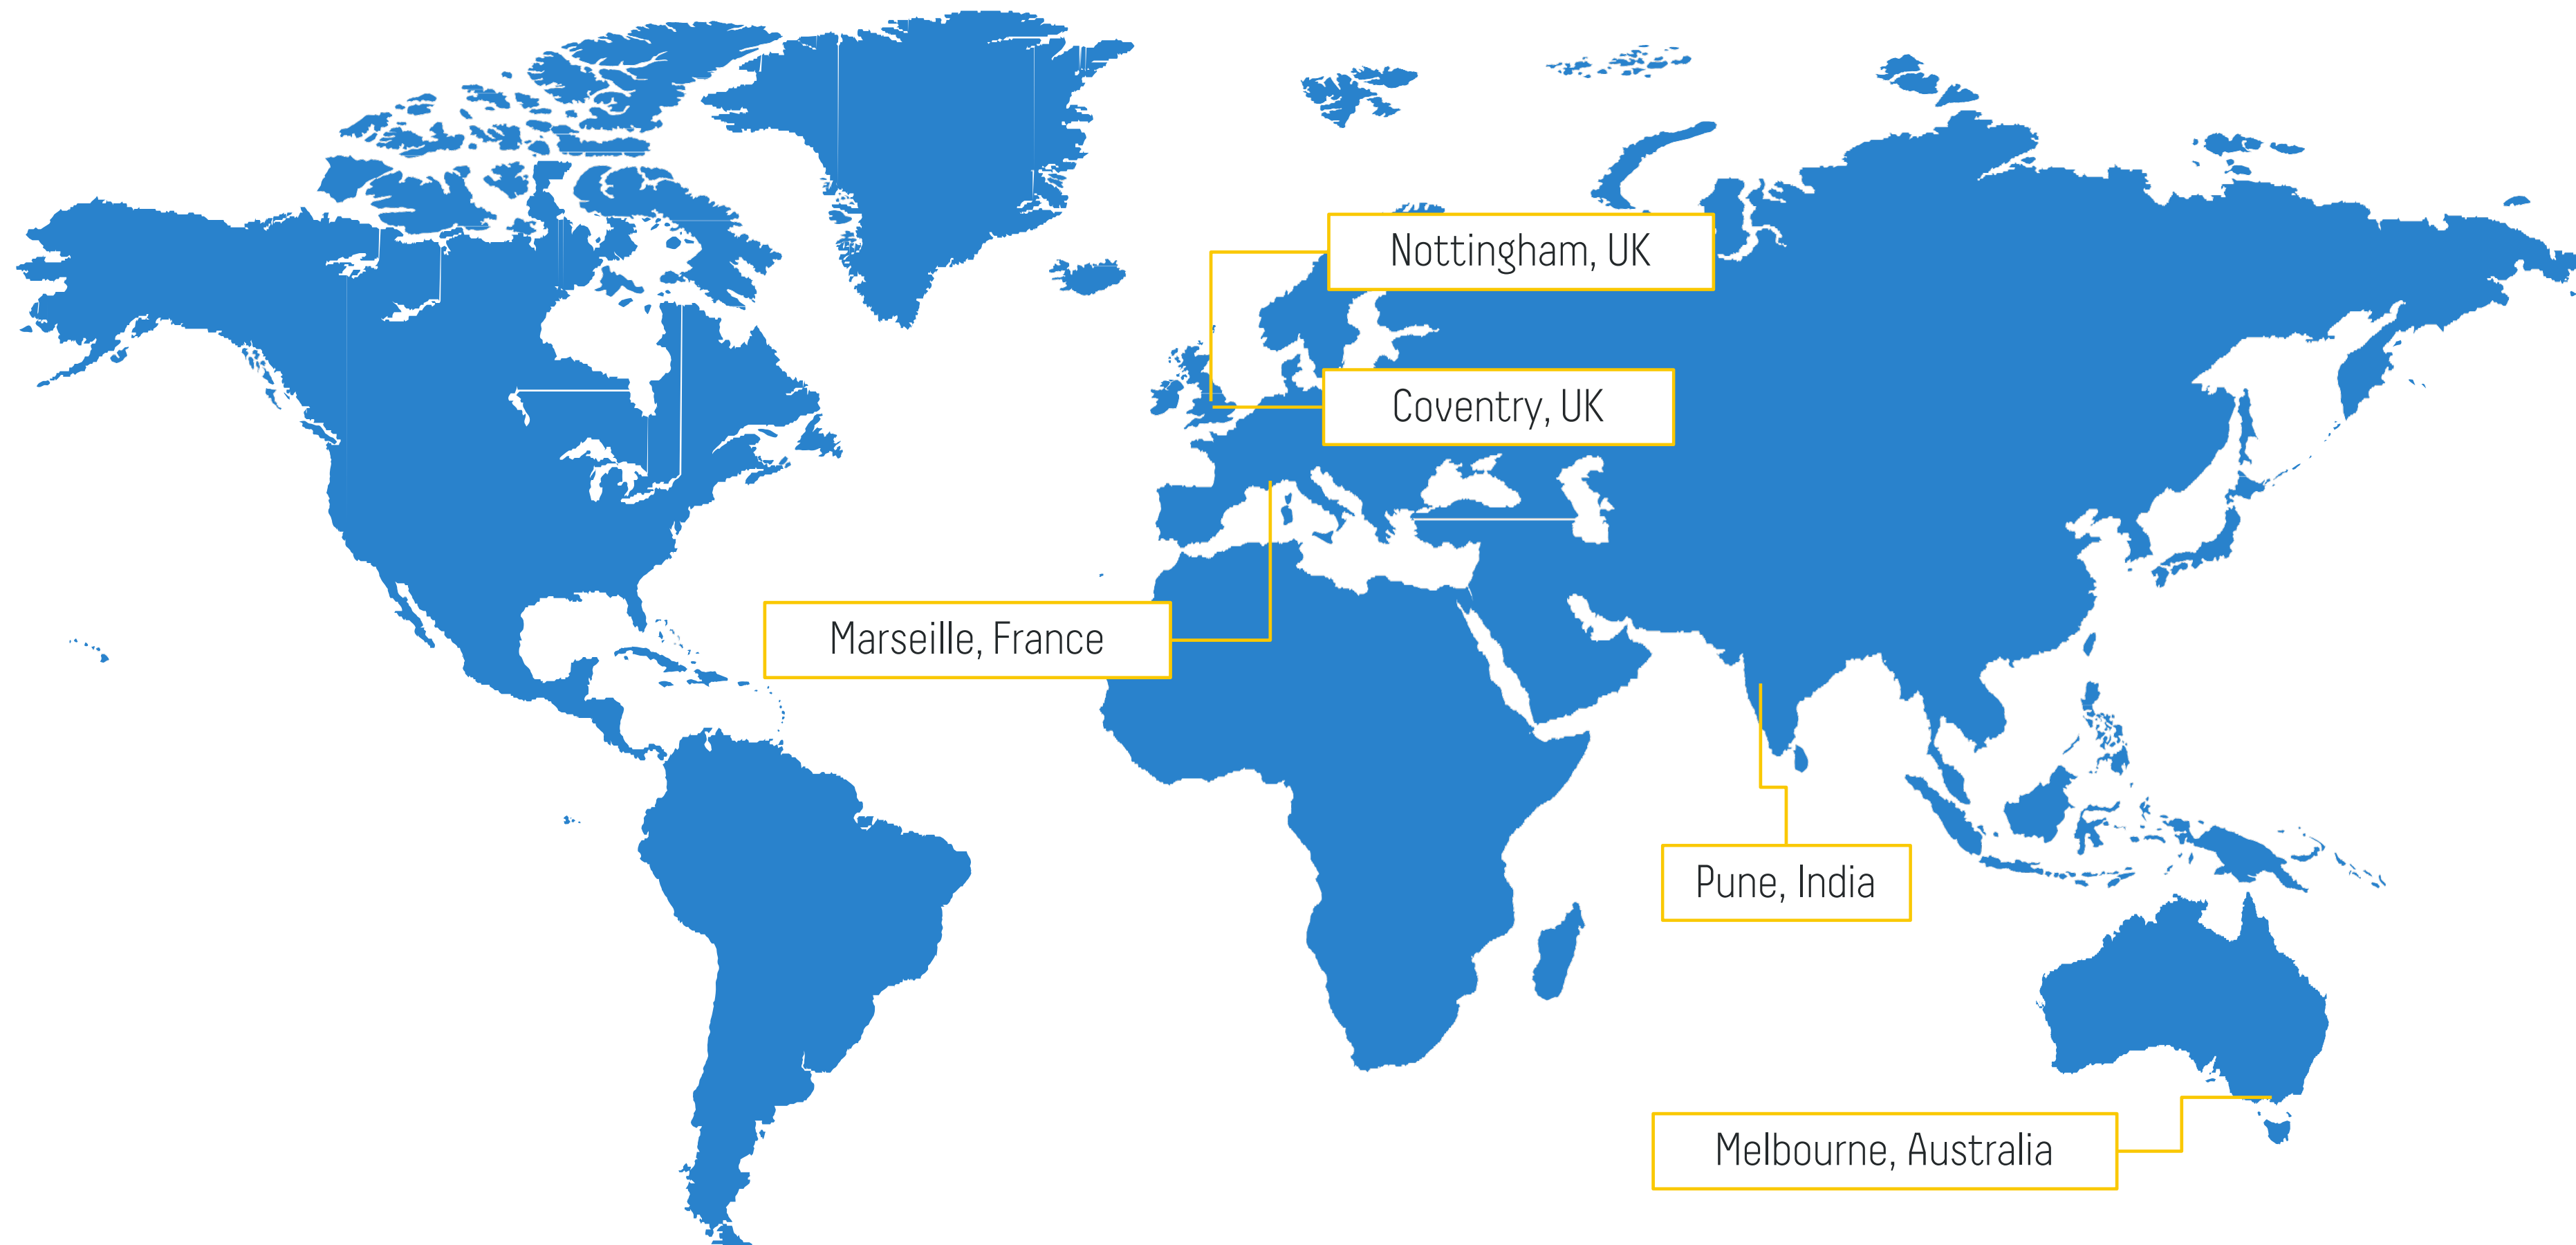 Nottingham, UK
Coventry, UK
Marseille, France
Pune, India
Melbourne, Australia